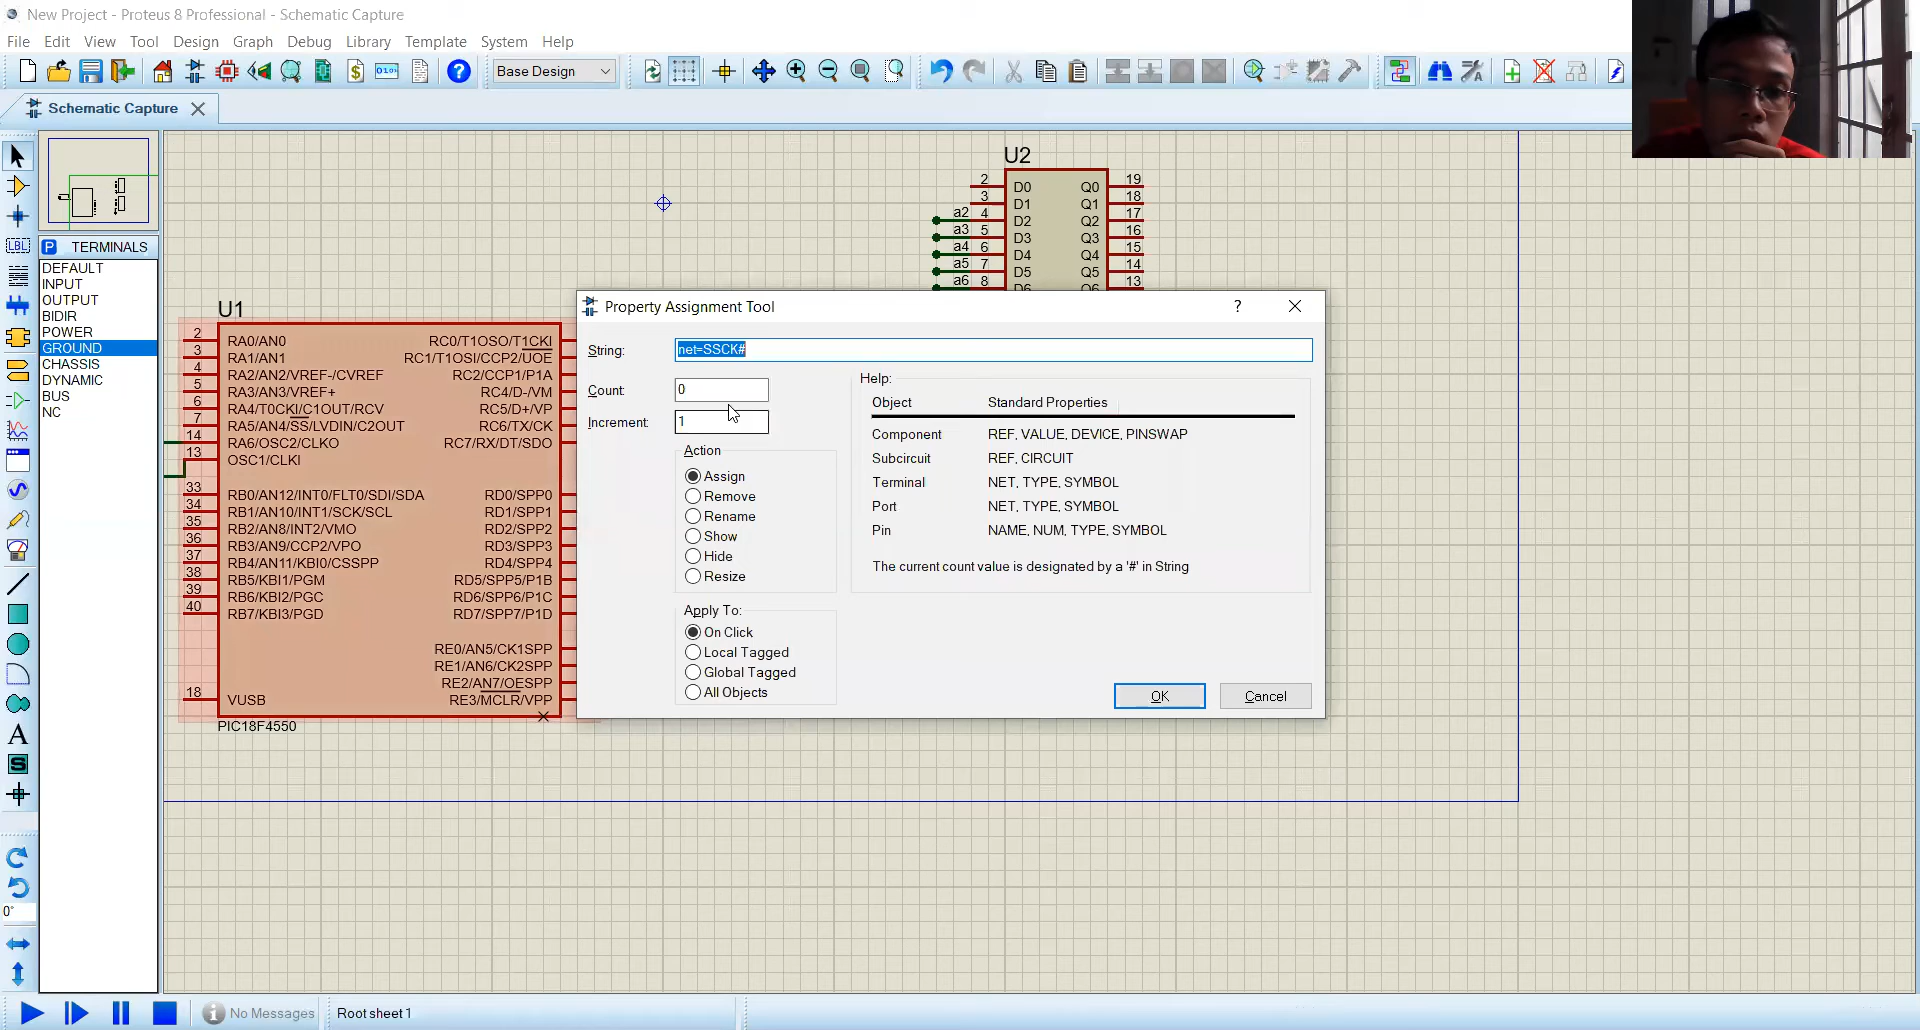 New Project - Proteus 8 Professional - Schematic Capture
File Edit View Tool Design Graph Debug Library Template System Help
Base Design
Schematic Capture
TERMINALS
DEFAULT
INPUT
OUTPUT
BIDIR
POWER
GROUND
CHASSIS
DYNAMIC
BUS
NC
LBL
0°
U2
2 D0 Q0 19
3 D1 Q1 18
a2 4 D2 Q2 17
a3 5 D3 Q3 16
a4 6 D4 Q4 15
a5 7 D5 Q5 14
a6 8 D6 Q6 13
U1
2 RA0/AN0 RC0/T1OSO/T1CKI
3 RA1/AN1 RC1/T1OSI/CCP2/UOE
4 RA2/AN2/VREF-/CVREF RC2/CCP1/P1A
5 RA3/AN3/VREF+ RC4/D-/VM
6 RA4/T0CKI/C1OUT/RCV RC5/D+/VP
7 RA5/AN4/SS/LVDIN/C2OUT RC6/TX/CK
14 RA6/OSC2/CLKO RC7/RX/DT/SDO
13 OSC1/CLKI
33 RB0/AN12/INT0/FLT0/SDI/SDA RD0/SPP0
34 RB1/AN10/INT1/SCK/SCL RD1/SPP1
35 RB2/AN8/INT2/VMO RD2/SPP2
36 RB3/AN9/CCP2/VPO RD3/SPP3
37 RB4/AN11/KBI0/CSSPP RD4/SPP4
38 RB5/KBI1/PGM RD5/SPP5/P1B
39 RB6/KBI2/PGC RD6/SPP6/P1C
40 RB7/KBI3/PGD RD7/SPP7/P1D
RE0/AN5/CK1SPP
RE1/AN6/CK2SPP
RE2/AN7/OESPP
18 VUSB RE3/MCLR/VPP
PIC18F4550
Property Assignment Tool ?
String: net=SSCK#
Count: 0
Increment: 1
Action
Assign
Remove
Rename
Show
Hide
Resize
Apply To:
On Click
Local Tagged
Global Tagged
All Objects
Help:
Object Standard Properties
Component REF, VALUE, DEVICE, PINSWAP
Subcircuit REF, CIRCUIT
Terminal NET, TYPE, SYMBOL
Port NET, TYPE, SYMBOL
Pin NAME, NUM, TYPE, SYMBOL
The current count value is designated by a '#' in String
OK Cancel
No Messages Root sheet 1